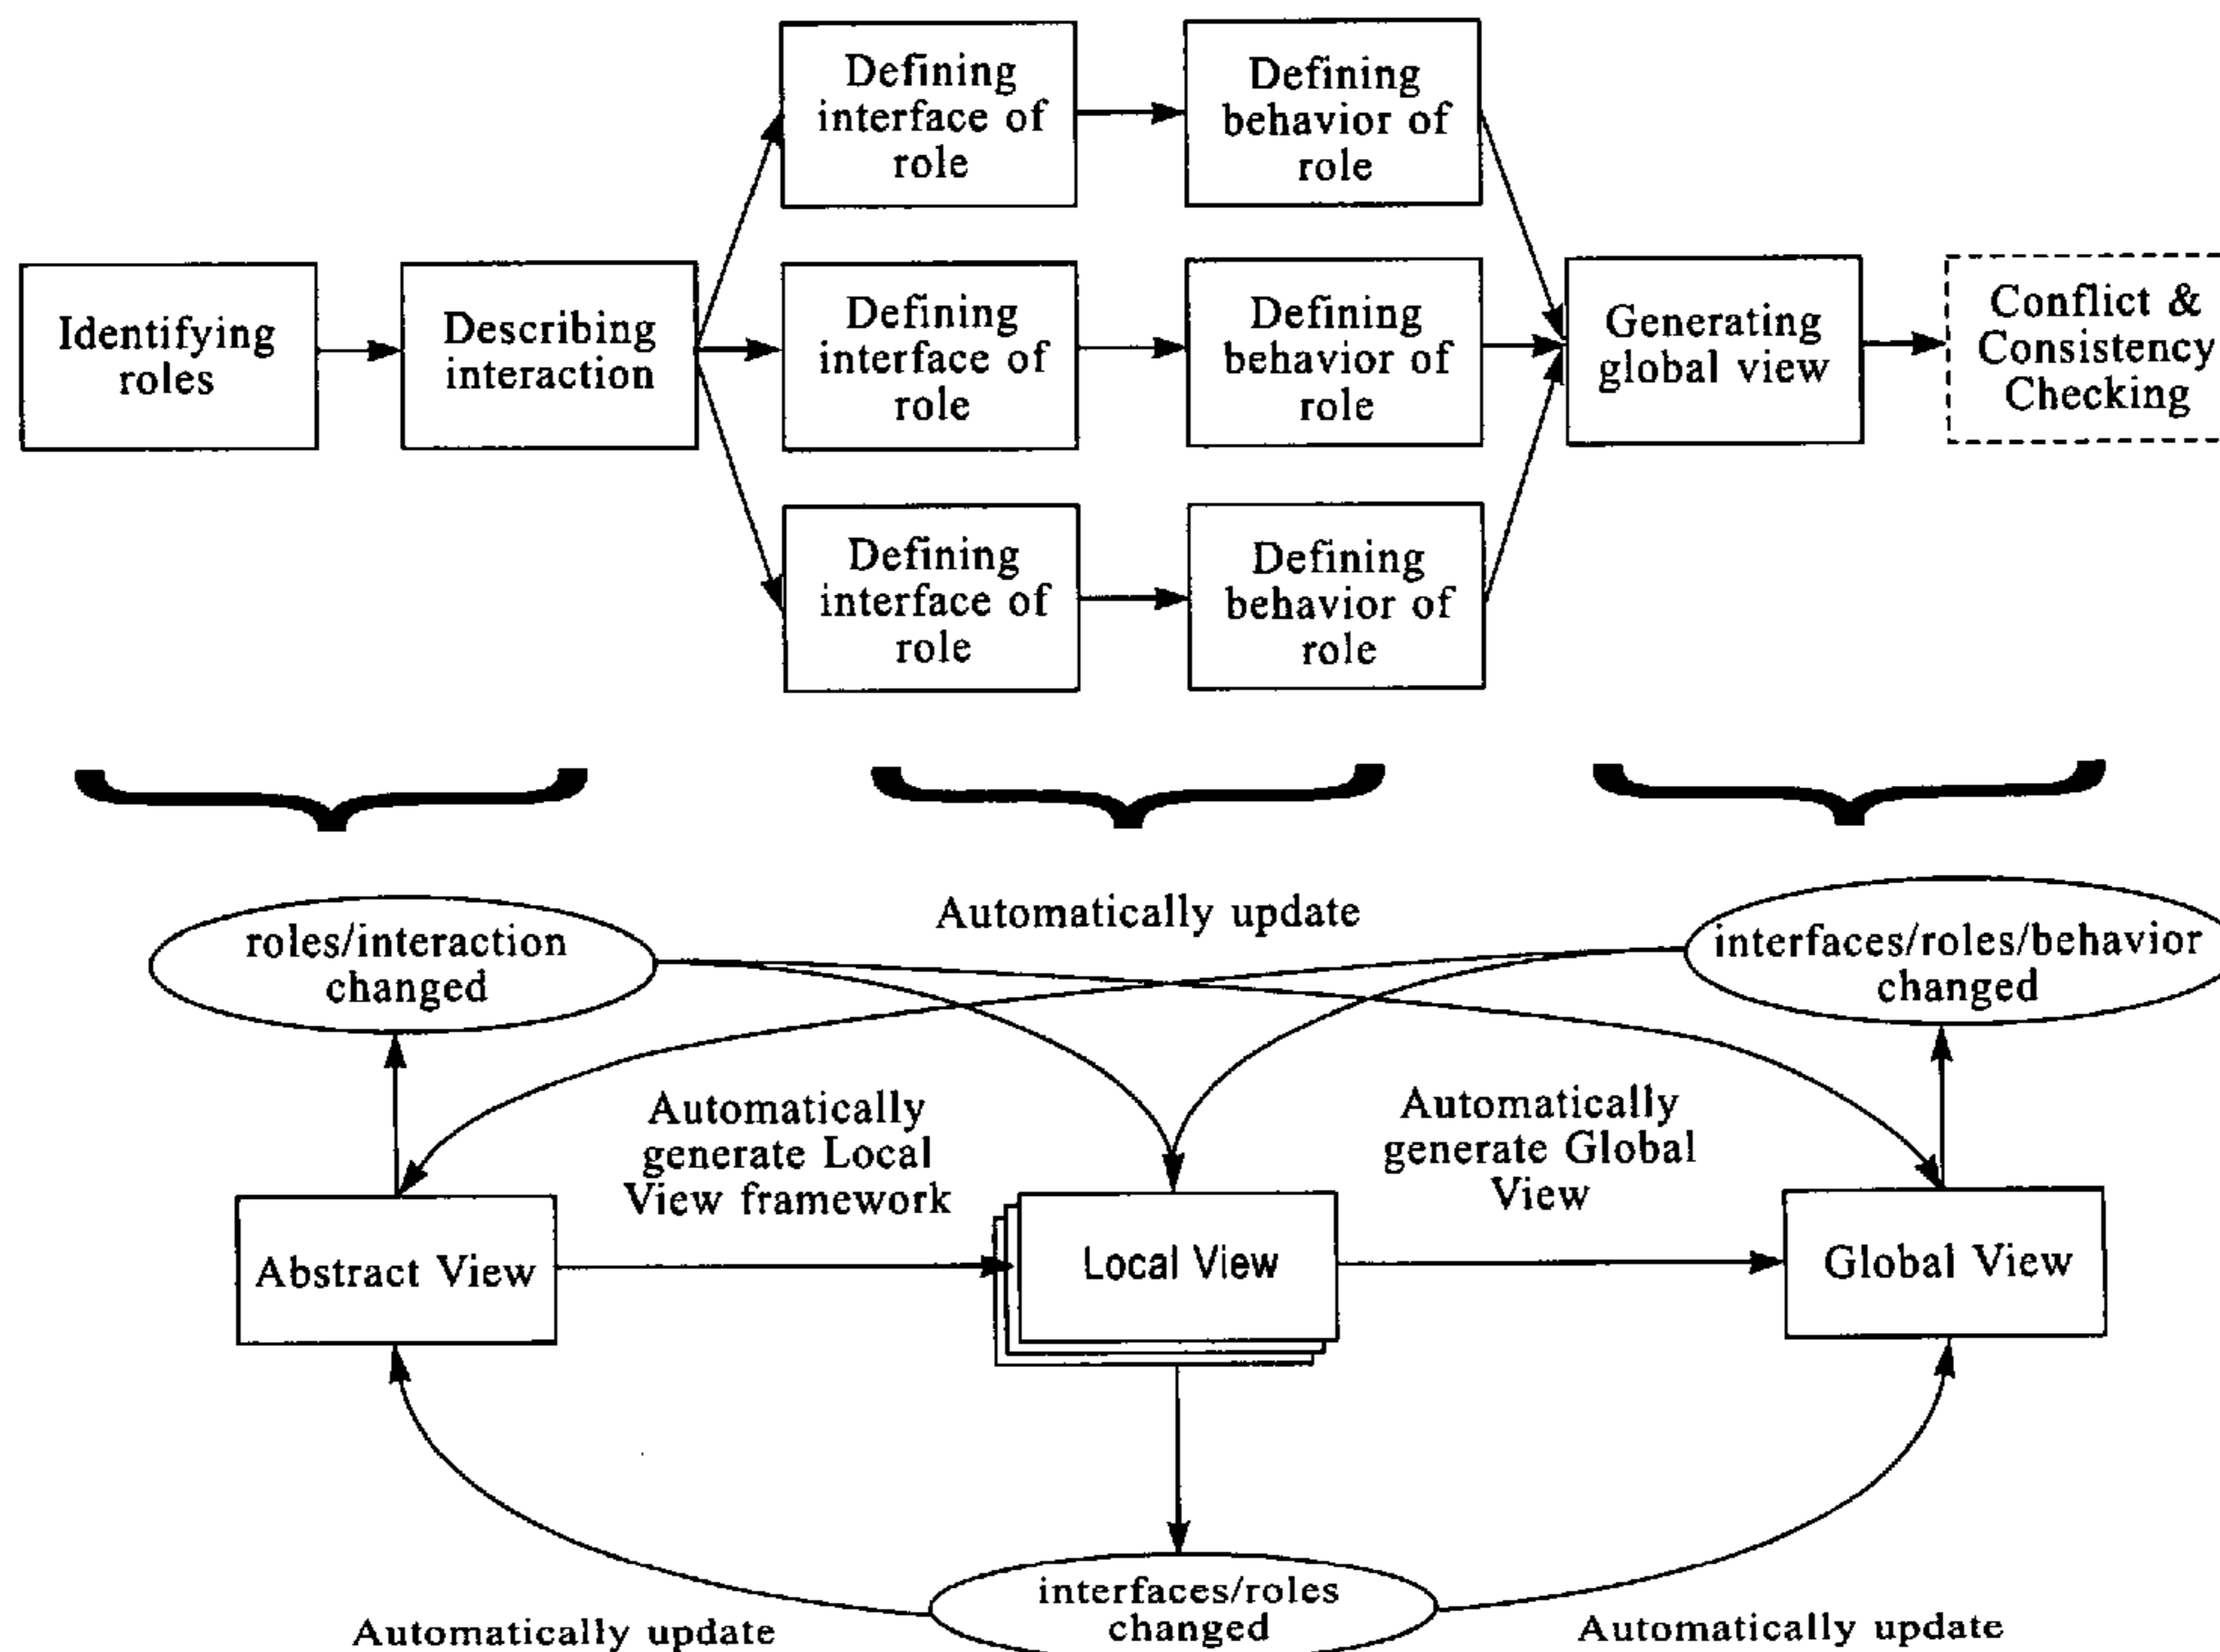 Defining
interface of
role
Defining
behavior of
role
Identifying
roles
Describing
interaction
Defining
interface of
role
Defining
behavior of
role
Generating
global view
Conflict &
Consistency
Checking
Defining
interface of
role
Defining
behavior of
role
roles/interaction
changed
Automatically update
interfaces/roles/behavior
changed
Automatically
generate Local
View framework
Automatically
generate Global
View
Abstract View
Local View
Global View
interfaces/roles
changed
Automatically update
Automatically update